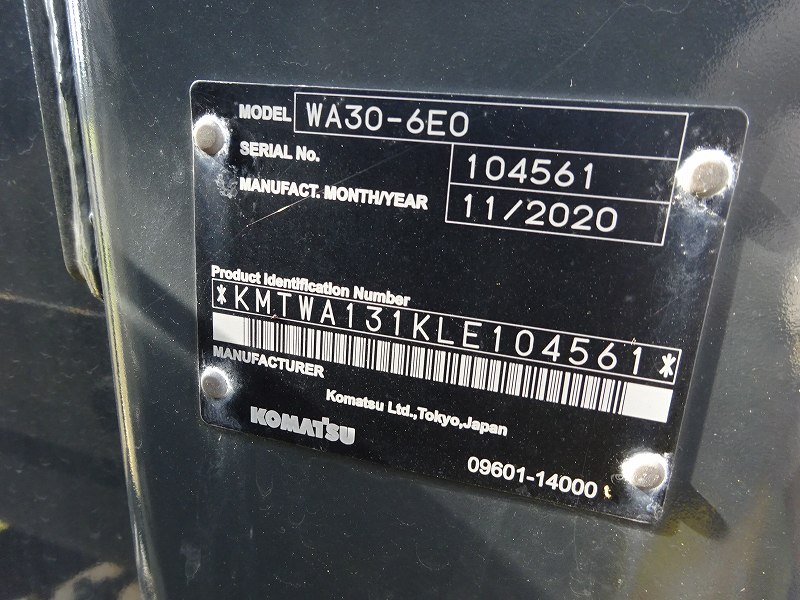 MODEL WA30-6E0
SERIAL No. 104561
MANUFACT. MONTH/YEAR 11/2020
Product Identification Number
*KMTWA131KLE104561*
MANUFACTURER
Komatsu Ltd.,Tokyo,Japan
KOMATSU
09601-14000